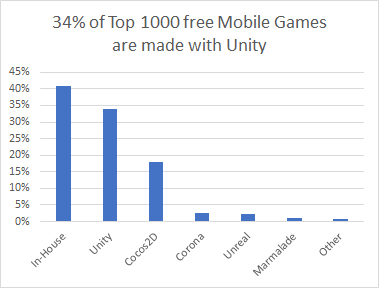 34% of Top 1000 free Mobile Games
are made with Unity
45%
40%
35%
30%
25%
20%
15%
10%
5%
0%
In-House
Unity
Cocos2D
Corona
Unreal
Marmalade
Other